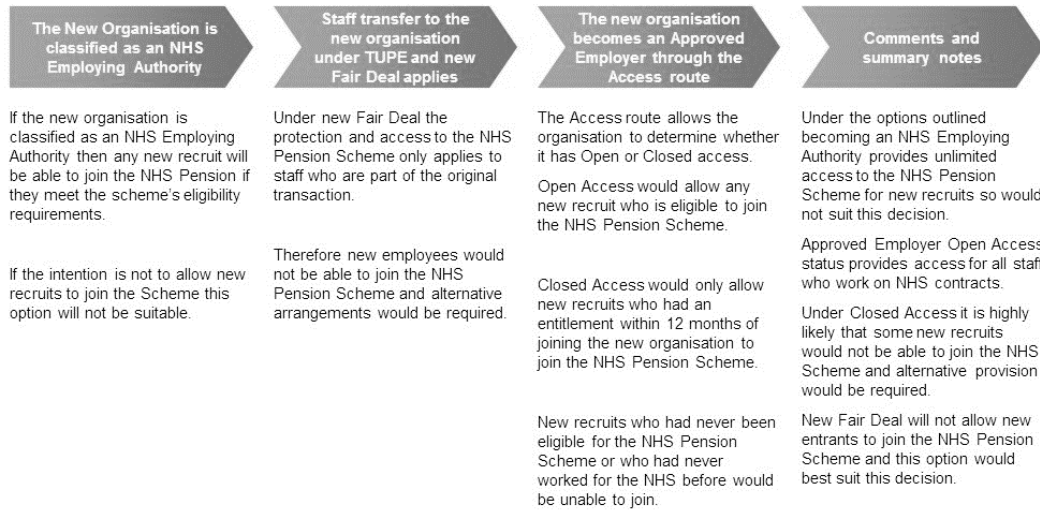 The New Organisation is
classified as an NHS
Employing Authority
Staff transfer to the
new organisation
under TUPE and new
Fair Deal applies
The new organisation
becomes an Approved
Employer through the
Access route
Comments and
summary notes
If the new organisation is
classified as an NHS Employing
Authority then any new recruit will
be able to join the NHS Pension if
they meet the scheme's eligibility
requirements.
If the intention is not to allow new
recruits to join the Scheme this
option will not be suitable.
Under new Fair Deal the
protection and access to the NHS
Pension Scheme only applies to
staff who are part of the original
transaction.
Therefore new employees would
not be able to join the NHS
Pension Scheme and alternative
arrangements would be required.
The Access route allows the
organisation to determine whether
it has Open or Closed access.
Open Access would allow any
new recruit who is eligible to join
the NHS Pension Scheme.
Closed Access would only allow
new recruits who had an
entitlement within 12 months of
joining the new organisation to
join the NHS Pension Scheme.
New recruits who had never been
eligible for the NHS Pension
Scheme or who had never
worked for the NHS before would
be unable to join.
Under the options outlined
becoming an NHS Employing
Authority provides unlimited
access to the NHS Pension
Scheme for new recruits so would
not suit this decision.
Approved Employer Open Access
status provides access for all staff
who work on NHS contracts.
Under Closed Access it is highly
likely that some new recruits
would not be able to join the NHS
Scheme and alternative provision
would be required.
New Fair Deal will not allow new
entrants to join the NHS Pension
Scheme and this option would
best suit this decision.